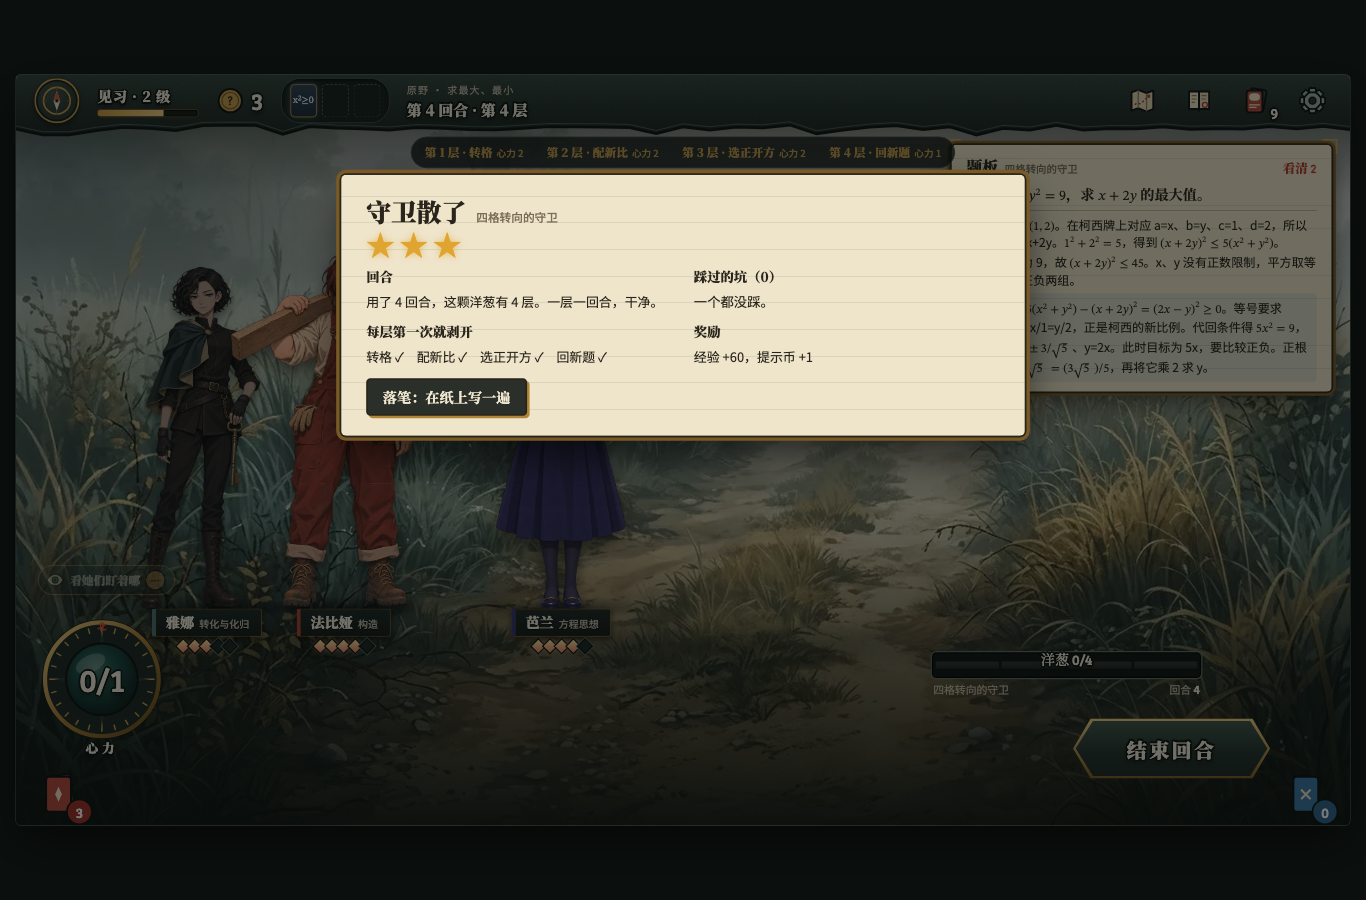 见习 · 2 级
3
x²≥0
原野 · 求最大、最小
第 4 回合 · 第 4 层
9
第 1 层 · 转格 心力 2
第 2 层 · 配新比 心力 2
第 3 层 · 选正开方 心力 2
第 4 层 · 回新题 心力 1
题板 四格转向的守卫
看清 2
y² = 9，求 x + 2y 的最大值。
(1, 2)。在柯西牌上对应 a=x、b=y、c=1、d=2，所以
x+2y。1² + 2² = 5，得到 (x + 2y)² ≤ 5(x² + y²)。
9，故 (x + 2y)² ≤ 45。x、y 没有正数限制，平方取等
负两组。
(x² + y²) − (x + 2y)² = (2x − y)² ≥ 0。等号要求
x/1=y/2，正是柯西的新比例。代回条件得 5x² = 9，
± 3/√5 、y=2x。此时目标为 5x，要比较正负。正根
√5 = (3√5 )/5，再将它乘 2 求 y。
守卫散了 四格转向的守卫
回合
用了 4 回合，这颗洋葱有 4 层。一层一回合，干净。
踩过的坑（0）
一个都没踩。
每层第一次就剥开
转格 ✓ 配新比 ✓ 选正开方 ✓ 回新题 ✓
奖励
经验 +60，提示币 +1
落笔：在纸上写一遍
看她们盯着哪
雅娜 转化与化归
法比娅 构造
芭兰 方程思想
0/1
心力
3
洋葱 0/4
四格转向的守卫
回合 4
结束回合
0